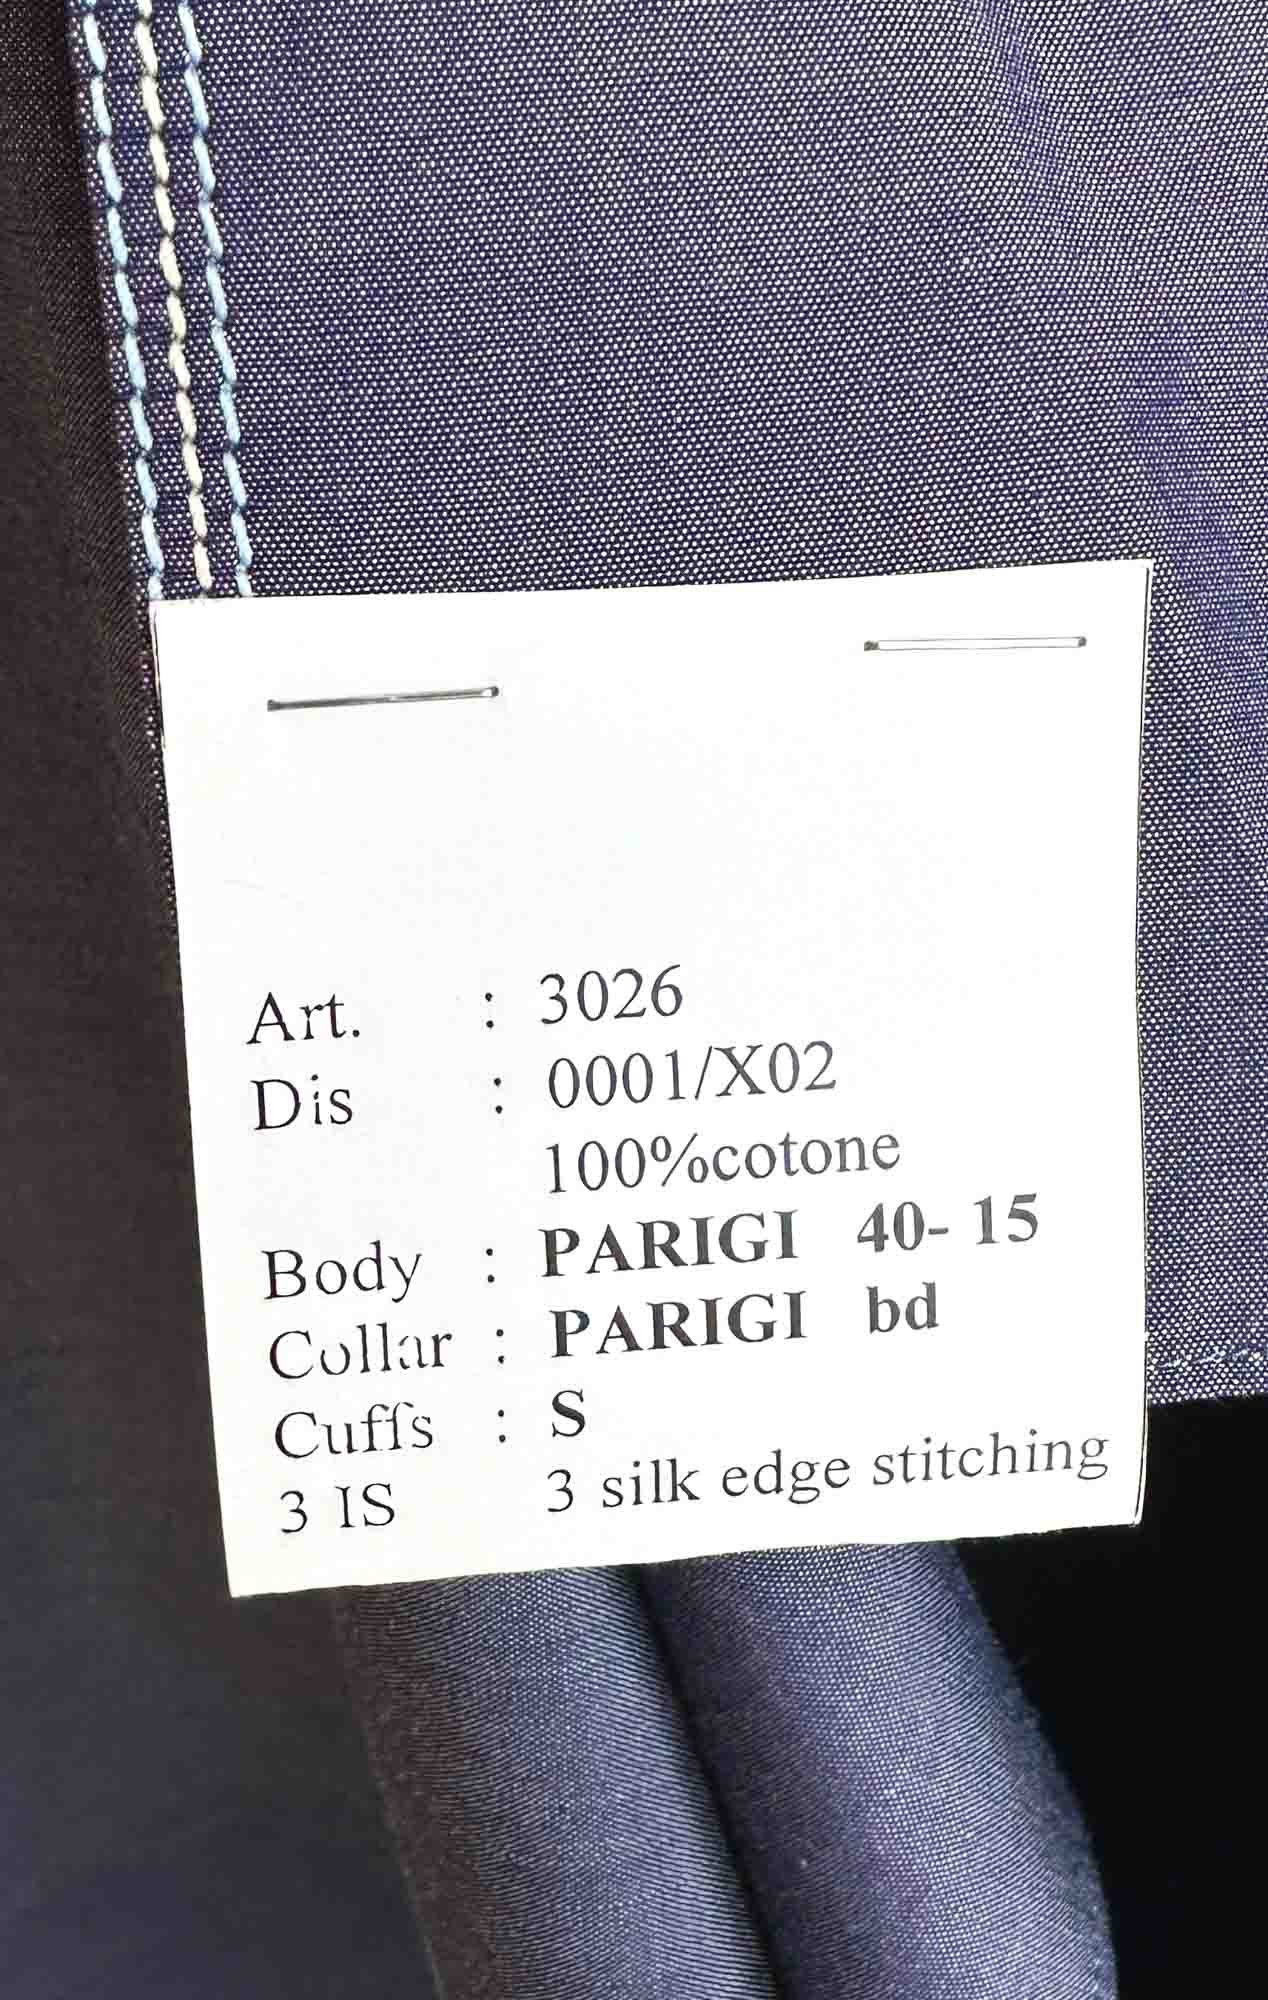 Art. : 3026
Dis : 0001/X02
100%cotone
Body : PARIGI 40- 15
Collar : PARIGI bd
Cuffs : S
3 IS 3 silk edge stitching